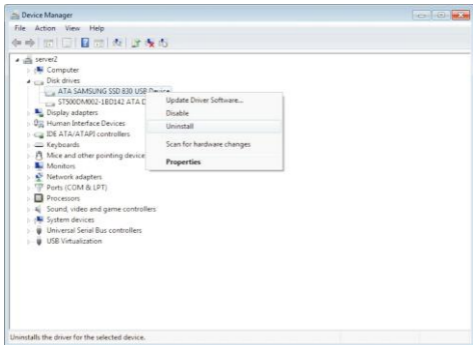 Device Manager
File Action View Help
server2
Computer
Disk drives
ATA SAMSUNG SSD 830 USB Device
ST500DM002-1BD142 ATA D
Display adapters
Human Interface Devices
IDE ATA/ATAPI controllers
Keyboards
Mice and other pointing device
Monitors
Network adapters
Ports (COM & LPT)
Processors
Sound, video and game controllers
System devices
Universal Serial Bus controllers
USB Virtualization
Update Driver Software...
Disable
Uninstall
Scan for hardware changes
Properties
Uninstalls the driver for the selected device.